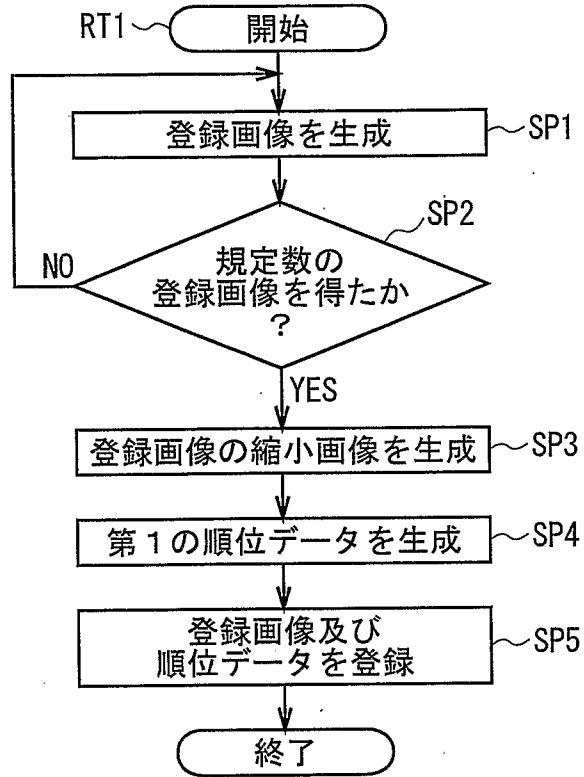 RT1
開始
登録画像を生成
SP1
SP2
規定数の
登録画像を得たか
?
NO
YES
登録画像の縮小画像を生成
SP3
第1の順位データを生成
SP4
登録画像及び
順位データを登録
SP5
終了